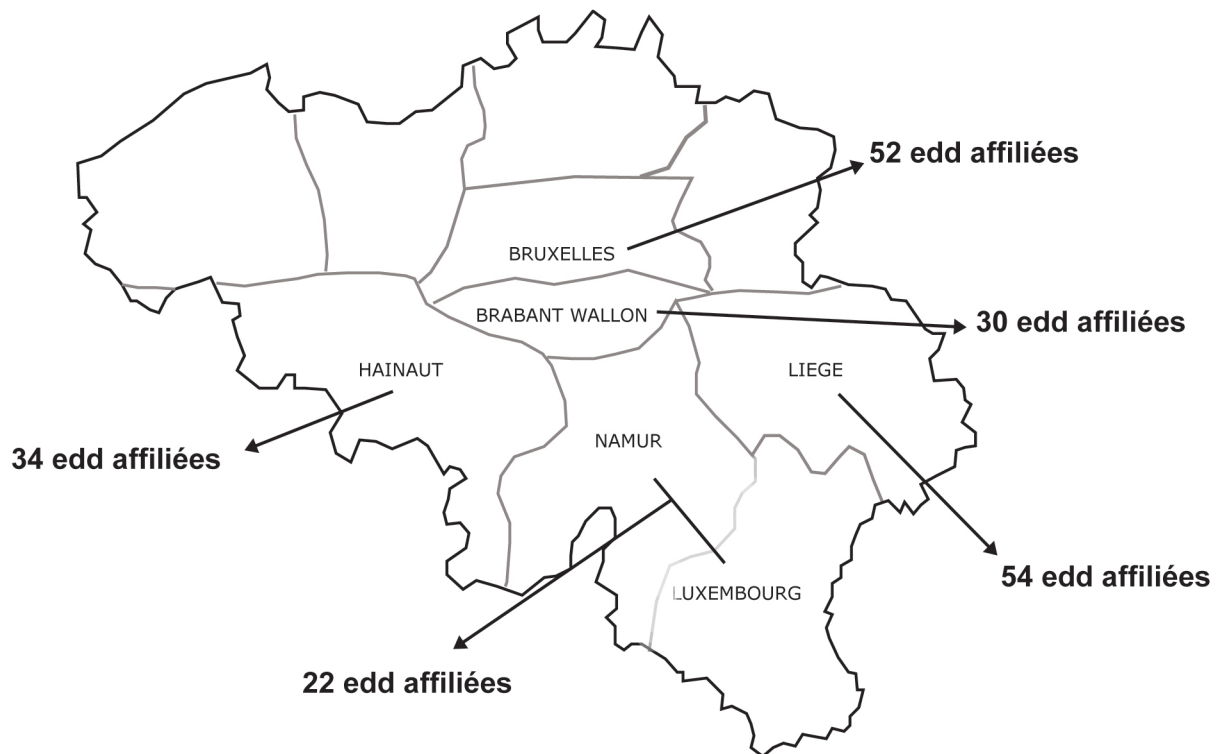 52 edd affiliées
BRUXELLES
BRABANT WALLON
30 edd affiliées
HAINAUT
LIEGE
NAMUR
34 edd affiliées
54 edd affiliées
LUXEMBOURG
22 edd affiliées